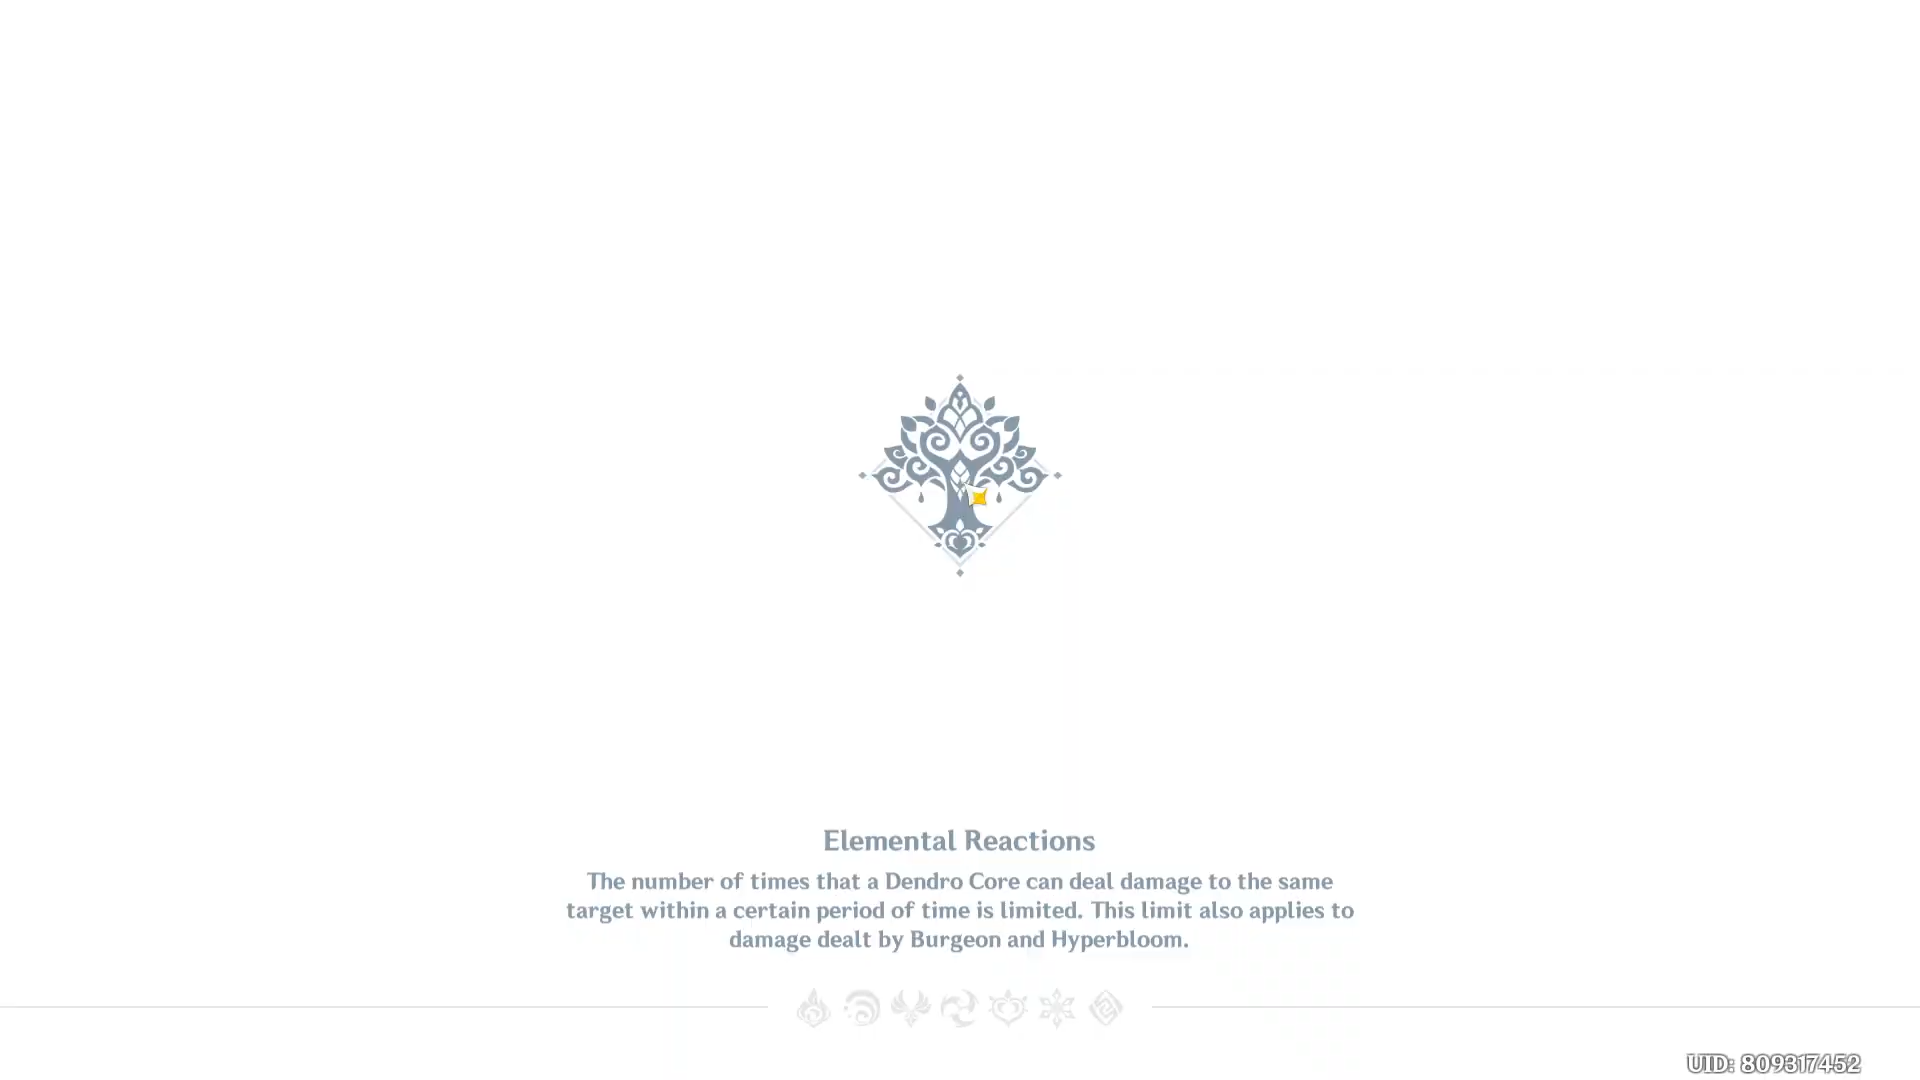 Elemental Reactions
The number of times that a Dendro Core can deal damage to the same
target within a certain period of time is limited. This limit also applies to
damage dealt by Burgeon and Hyperbloom.
UID: 809317452